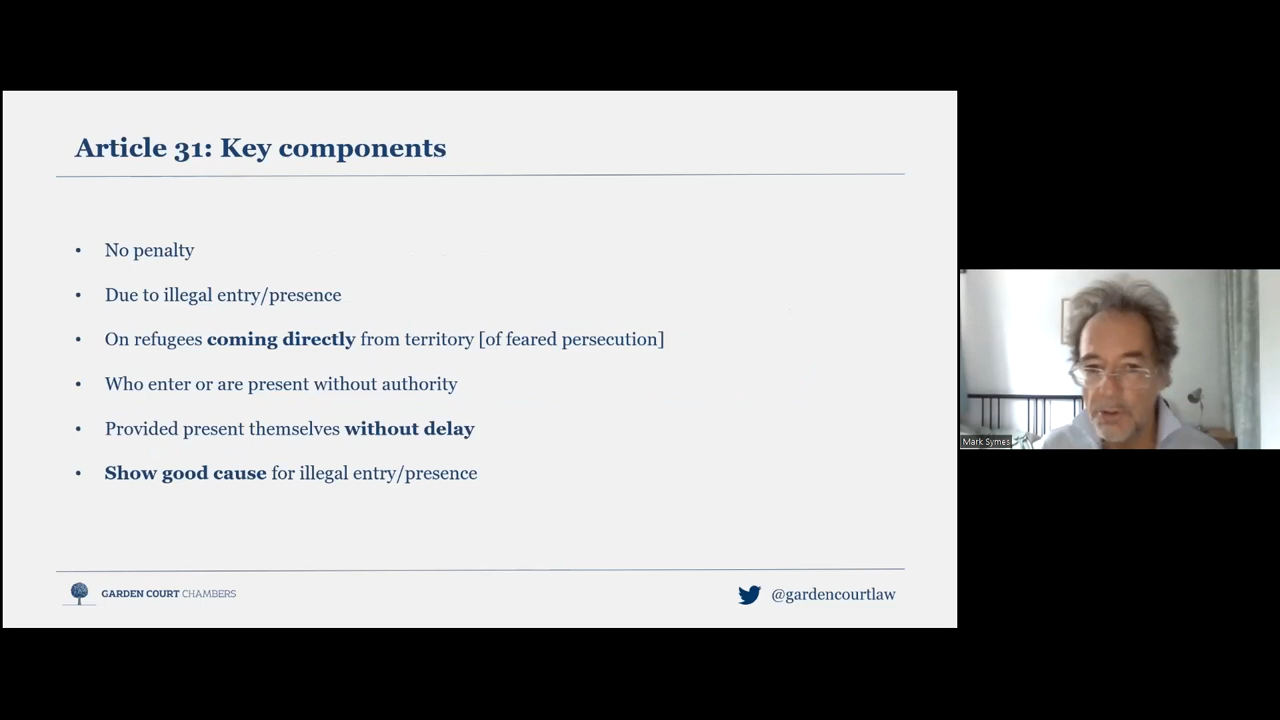 Article 31: Key components
• No penalty
• Due to illegal entry/presence
• On refugees coming directly from territory [of feared persecution]
• Who enter or are present without authority
• Provided present themselves without delay
• Show good cause for illegal entry/presence
GARDEN COURT CHAMBERS
@gardencourtlaw
Mark Symes